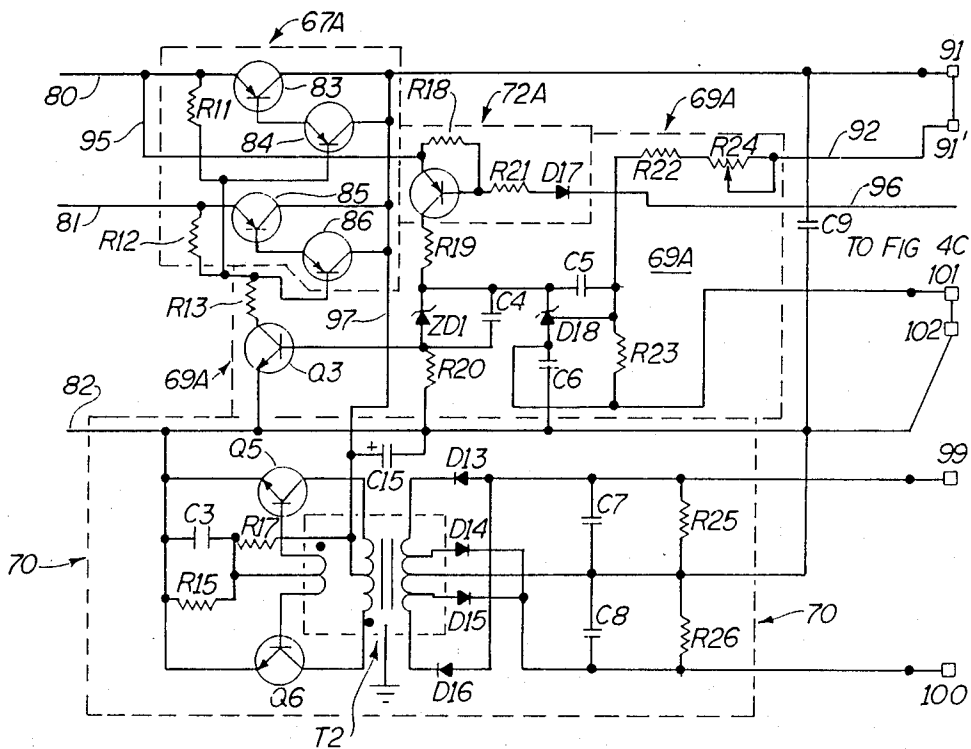 67A
91
80
R11
83
R18
72A
69A
95
84
R22
R24
92
91'
R21
D17
85
81
96
86
R12
R19
C9
TO FIG 4C
C5
69A
101
R13
C4
97
ZD1
D18
R23
102
Q3
R20
C6
69A
82
Q5
+
C15
D13
99
C3
R17
D14
C7
R25
70
R15
D15
C8
R26
70
D16
Q6
100
T2